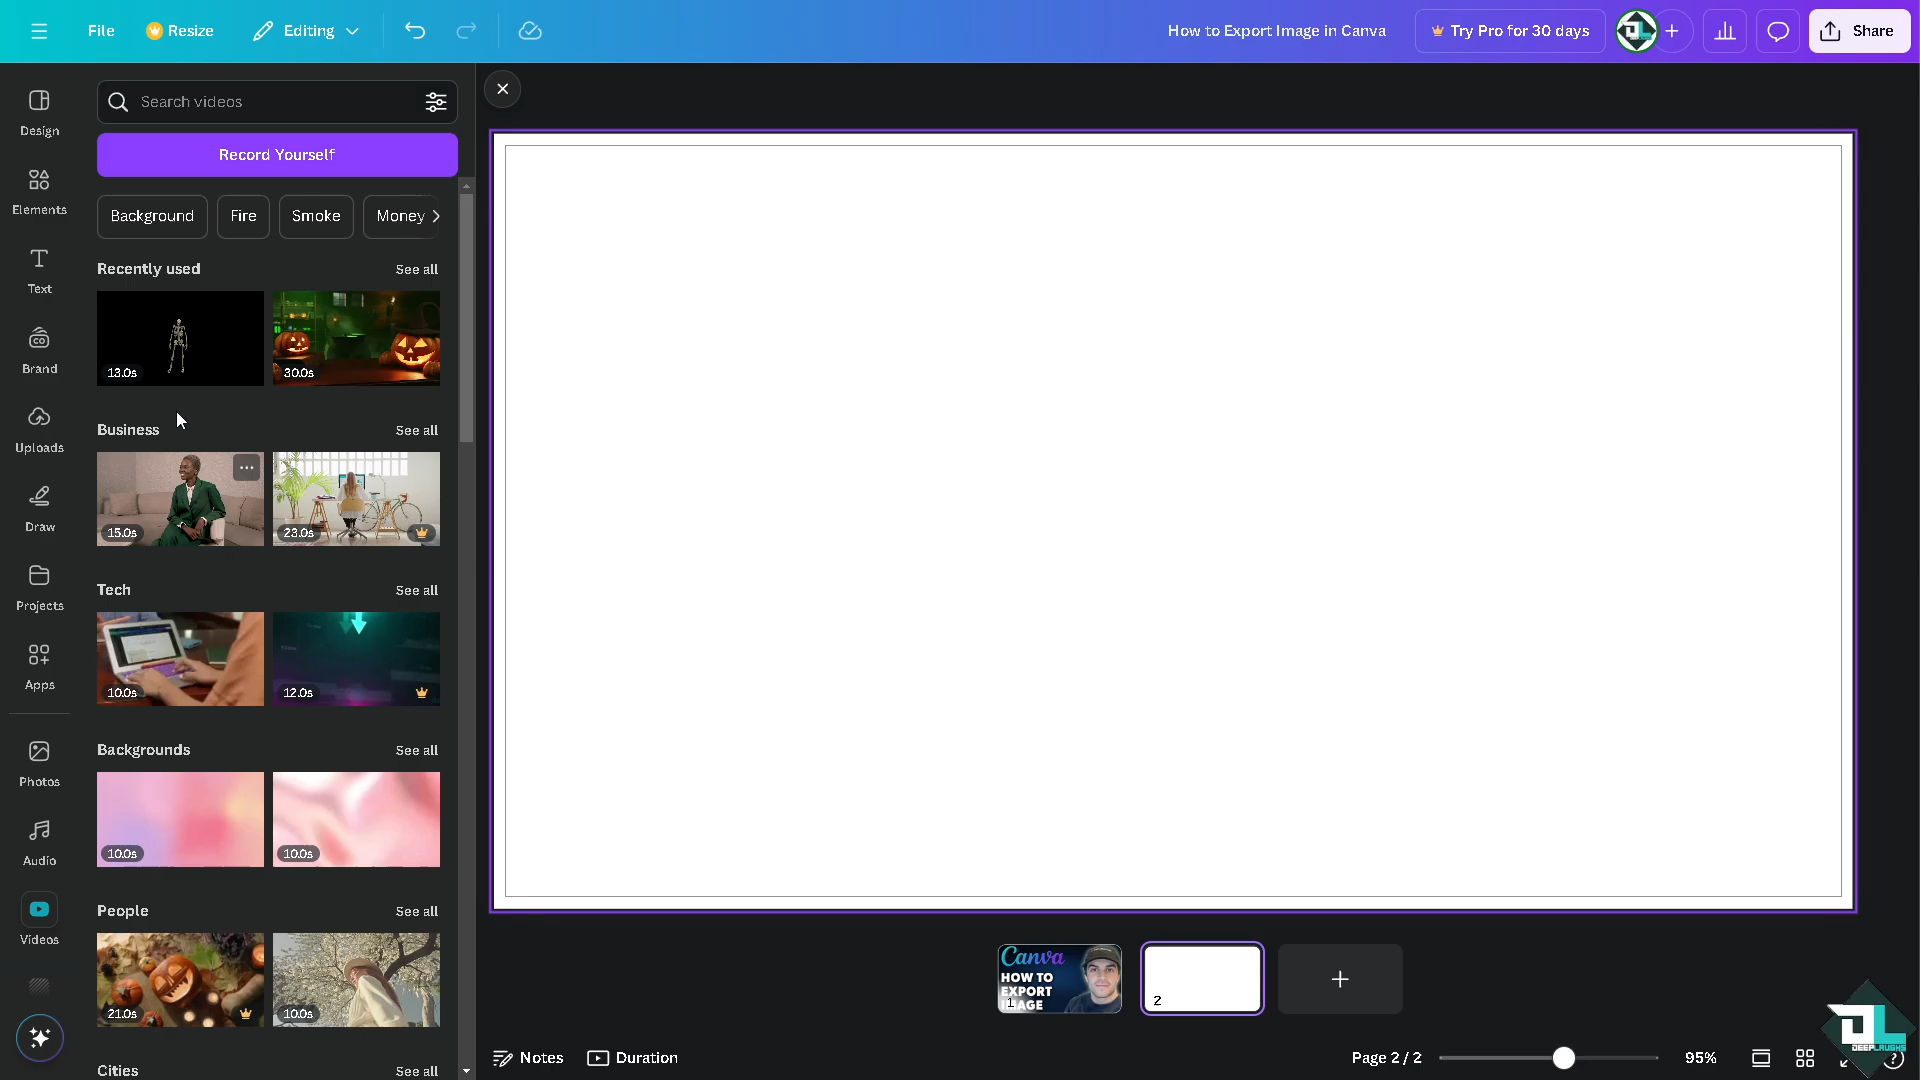 File
Resize
Editing
How to Export Image in Canva
Try Pro for 30 days
Share
Search videos
Record Yourself
Background
Fire
Smoke
Money
Recently used
See all
13.0s
30.0s
Business
See all
15.0s
23.0s
Tech
See all
10.0s
12.0s
Backgrounds
See all
10.0s
10.0s
People
See all
21.0s
10.0s
Cities
See all
Design
Elements
Text
Brand
Uploads
Draw
Projects
Apps
Photos
Audio
Videos
Canva
HOW TO
EXPORT
IMAGE
1
2
Notes
Duration
Page 2 / 2
95%
DL
DEEPLAUGHS